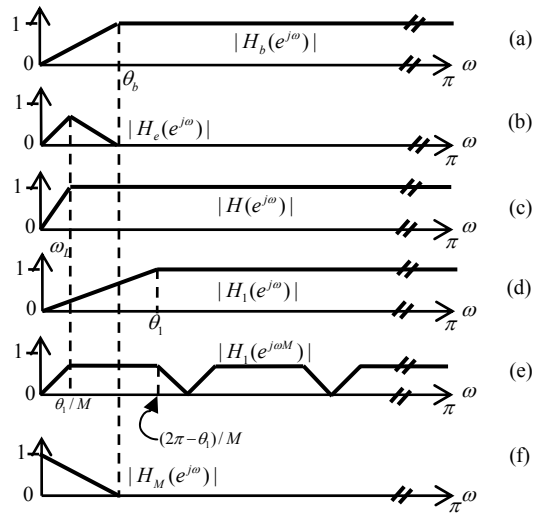 1
|H_b(e^{jω})|
(a)
0
ω
θ_b
π
1
|H_e(e^{jω})|
(b)
0
ω
π
1
|H(e^{jω})|
(c)
0
ω
ω_L
π
1
|H_1(e^{jω})|
(d)
0
ω
θ_1
π
1
|H_1(e^{jωM})|
(e)
0
ω
θ_1/M
π
(2π−θ_1)/M
1
|H_M(e^{jω})|
(f)
0
ω
π